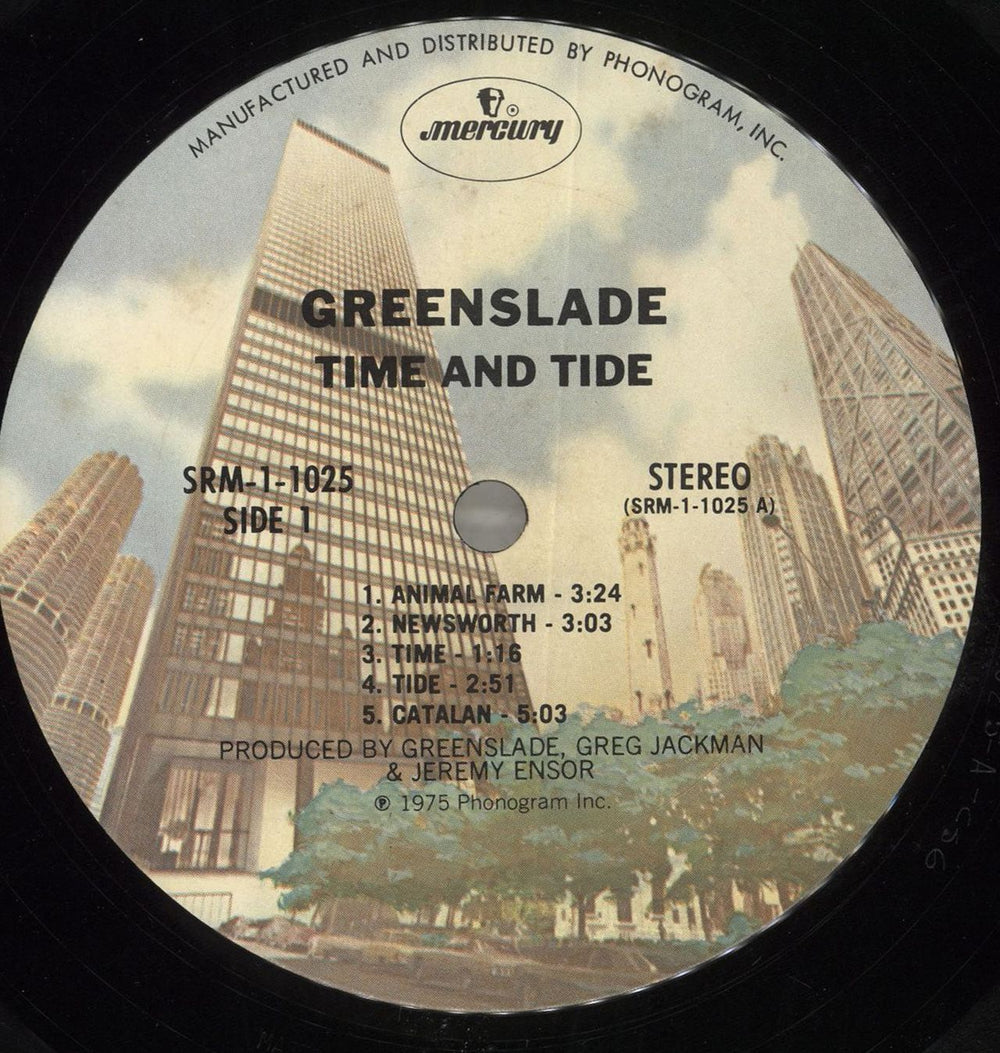 MANUFACTURED AND DISTRIBUTED BY PHONOGRAM, INC.
mercury ®
GREENSLADE
TIME AND TIDE
SRM-1-1025
SIDE 1
STEREO
(SRM-1-1025 A)
1. ANIMAL FARM - 3:24
2. NEWSWORTH - 3:03
3. TIME - 1:16
4. TIDE - 2:51
5. CATALAN - 5:03
PRODUCED BY GREENSLADE, GREG JACKMAN
& JEREMY ENSOR
℗ 1975 Phonogram Inc.